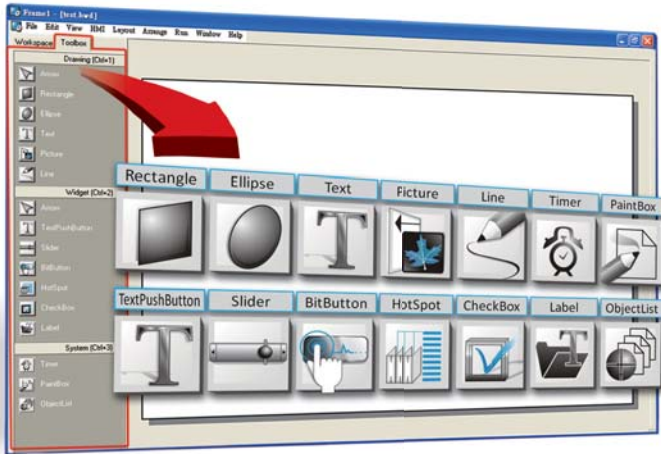 Frame1 - [test.hwd]
File Edit View HMI Layout Arrange Run Window Help
Workspace Toolbox
Drawing (Ctrl+1)
Arrow
Rectangle
Ellipse
Text
Picture
Line
Widget (Ctrl+2)
Arrow
TextPushButton
Slider
BitButton
HotSpot
CheckBox
Label
System (Ctrl+3)
Timer
PaintBox
ObjectList
Rectangle Ellipse Text Picture Line Timer PaintBox
TextPushButton Slider BitButton HotSpot CheckBox Label ObjectList